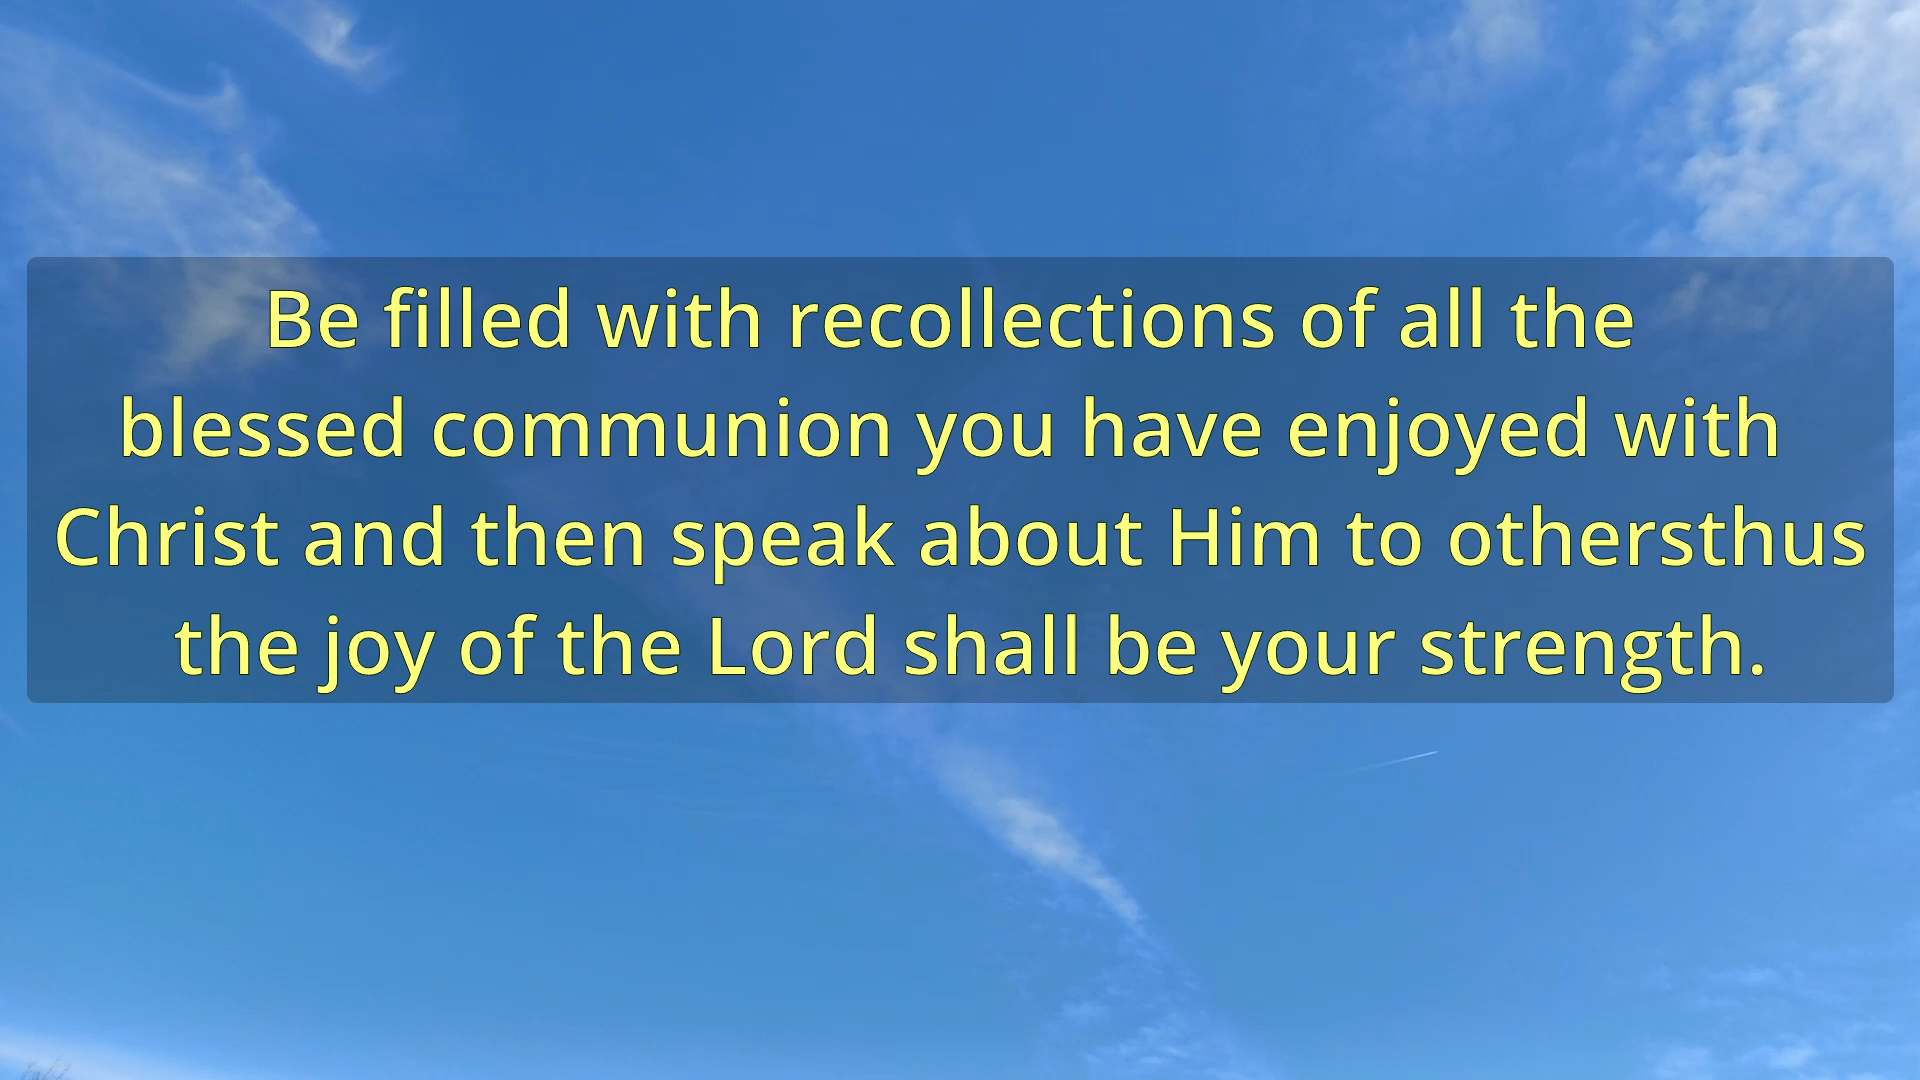 Be filled with recollections of all the
blessed communion you have enjoyed with
Christ and then speak about Him to othersthus
the joy of the Lord shall be your strength.